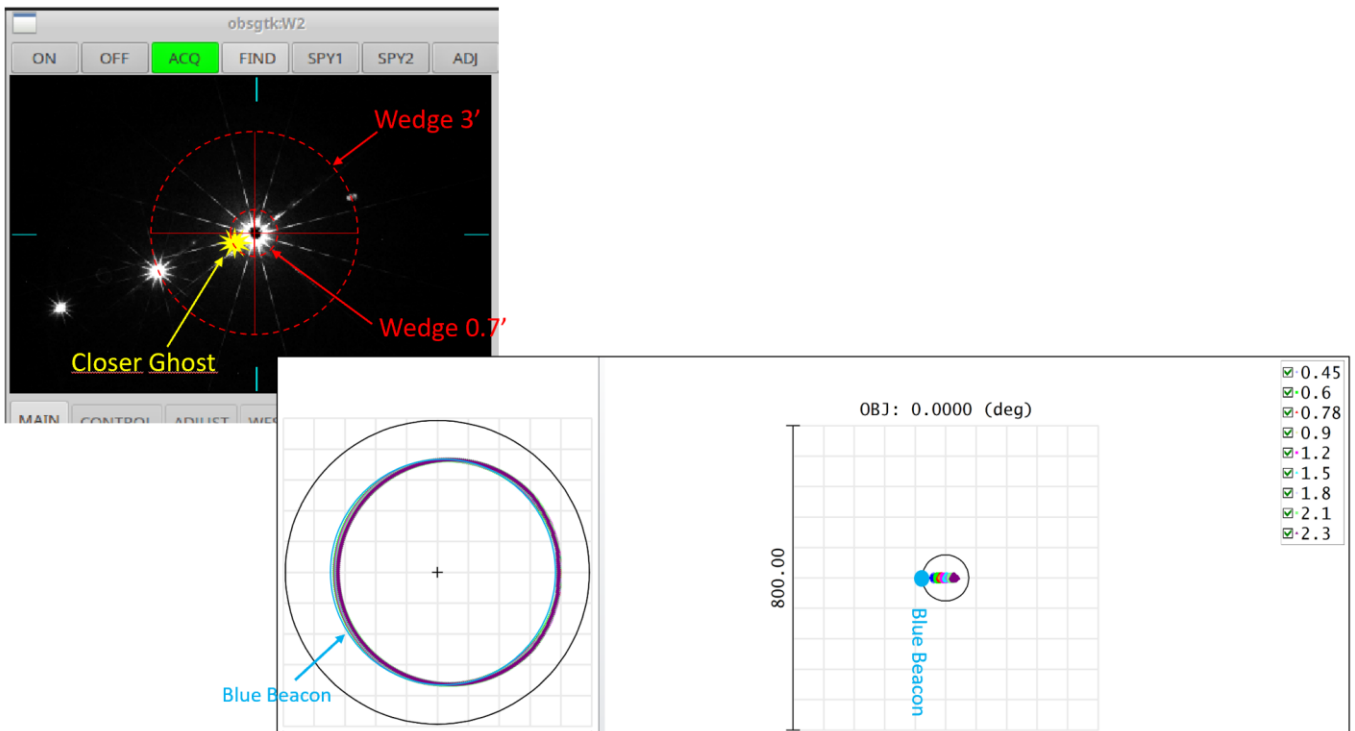 obsgtk:W2
ON OFF ACQ FIND SPY1 SPY2 ADJ
Wedge 3’
Wedge 0.7’
Closer Ghost
MAIN CONTROL ADJUST
OBJ: 0.0000 (deg)
0.45
0.6
0.78
0.9
1.2
1.5
1.8
2.1
2.3
800.00
Blue Beacon
Blue Beacon